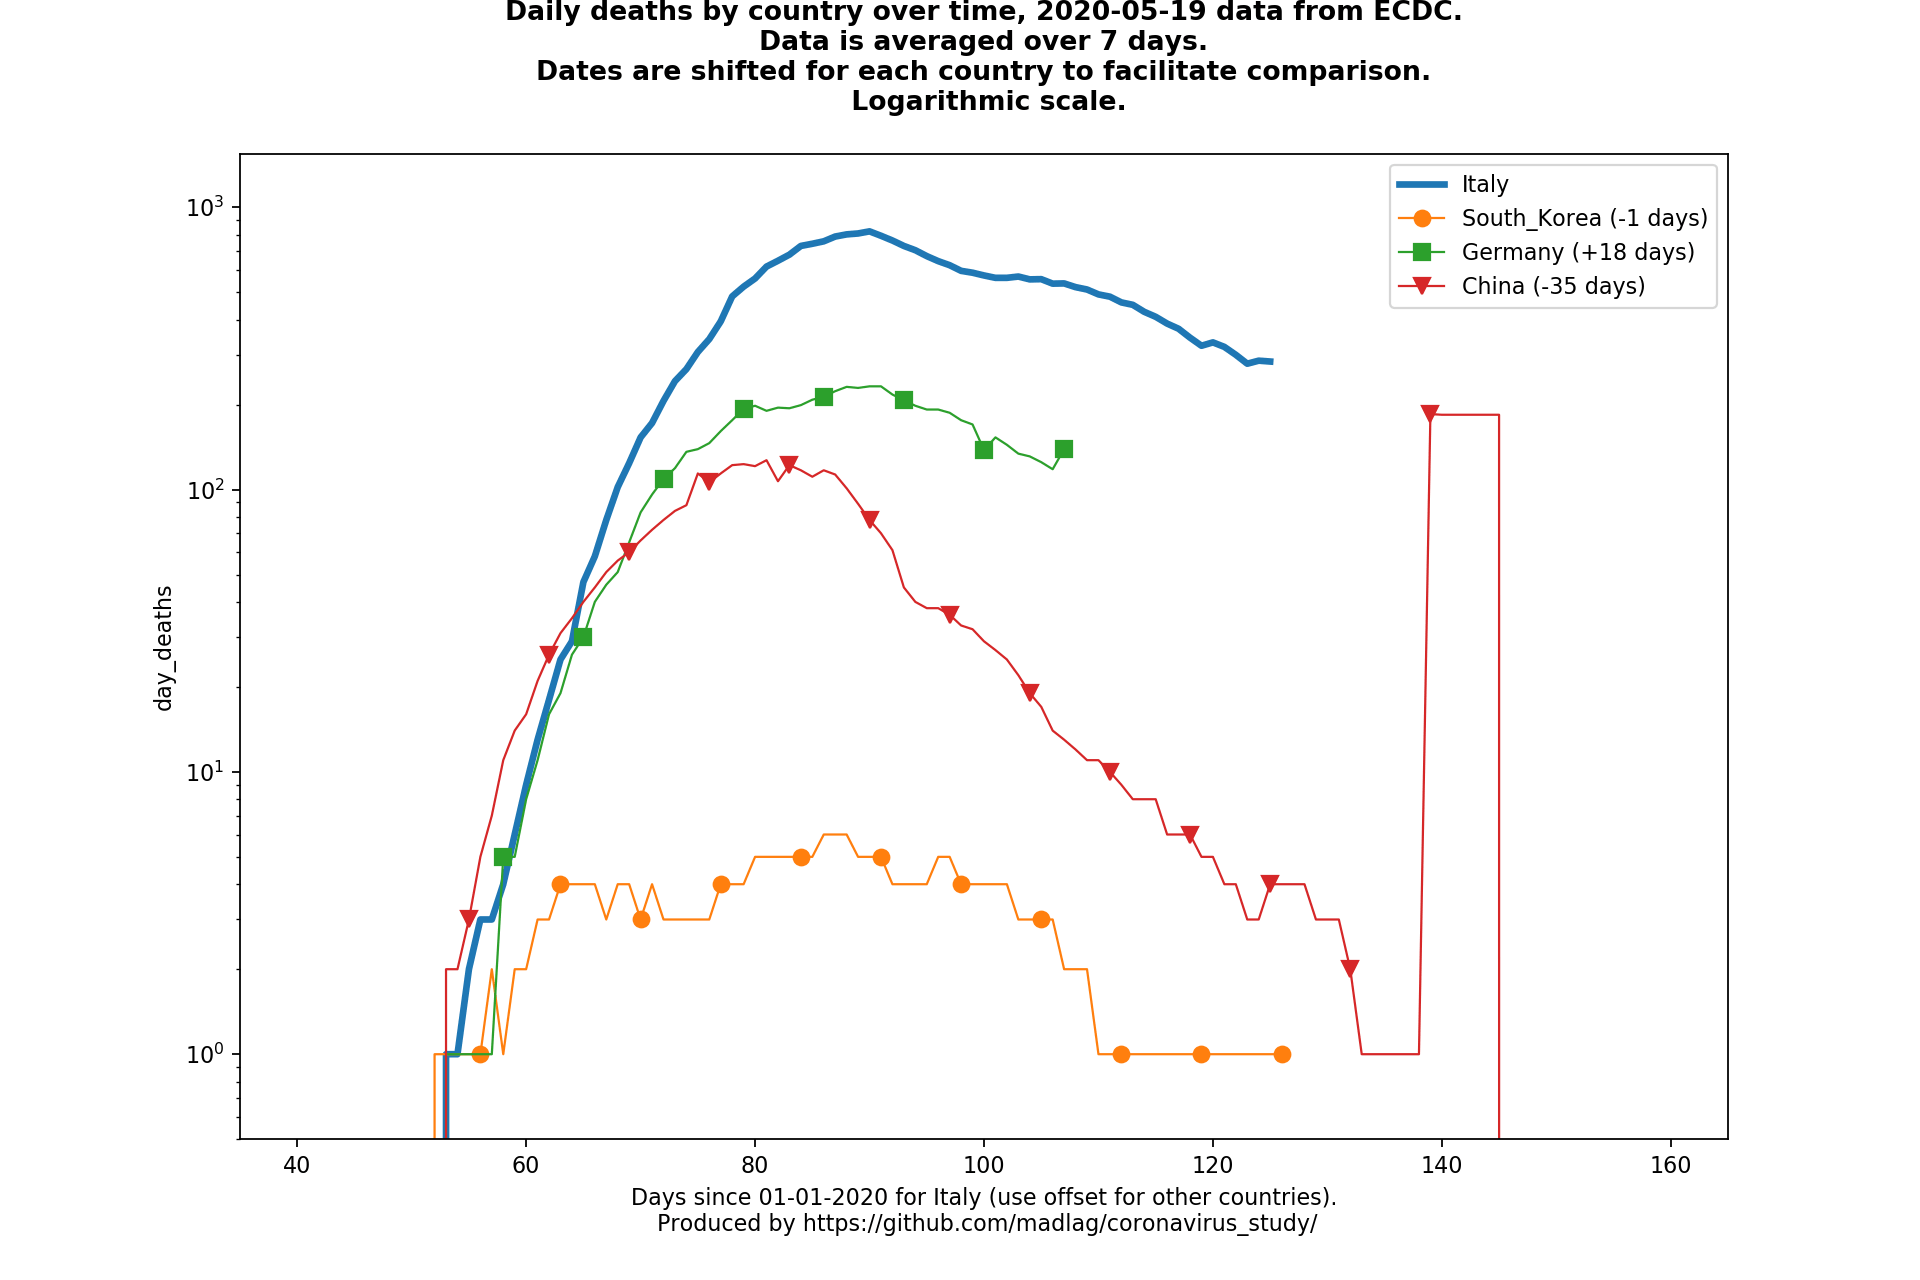 Daily deaths by country over time, 2020-05-19 data from ECDC.
Data is averaged over 7 days.
Dates are shifted for each country to facilitate comparison.
Logarithmic scale.
Italy
South_Korea (-1 days)
Germany (+18 days)
China (-35 days)
10³
10²
10¹
10⁰
day_deaths
40 60 80 100 120 140 160
Days since 01-01-2020 for Italy (use offset for other countries).
Produced by https://github.com/madlag/coronavirus_study/